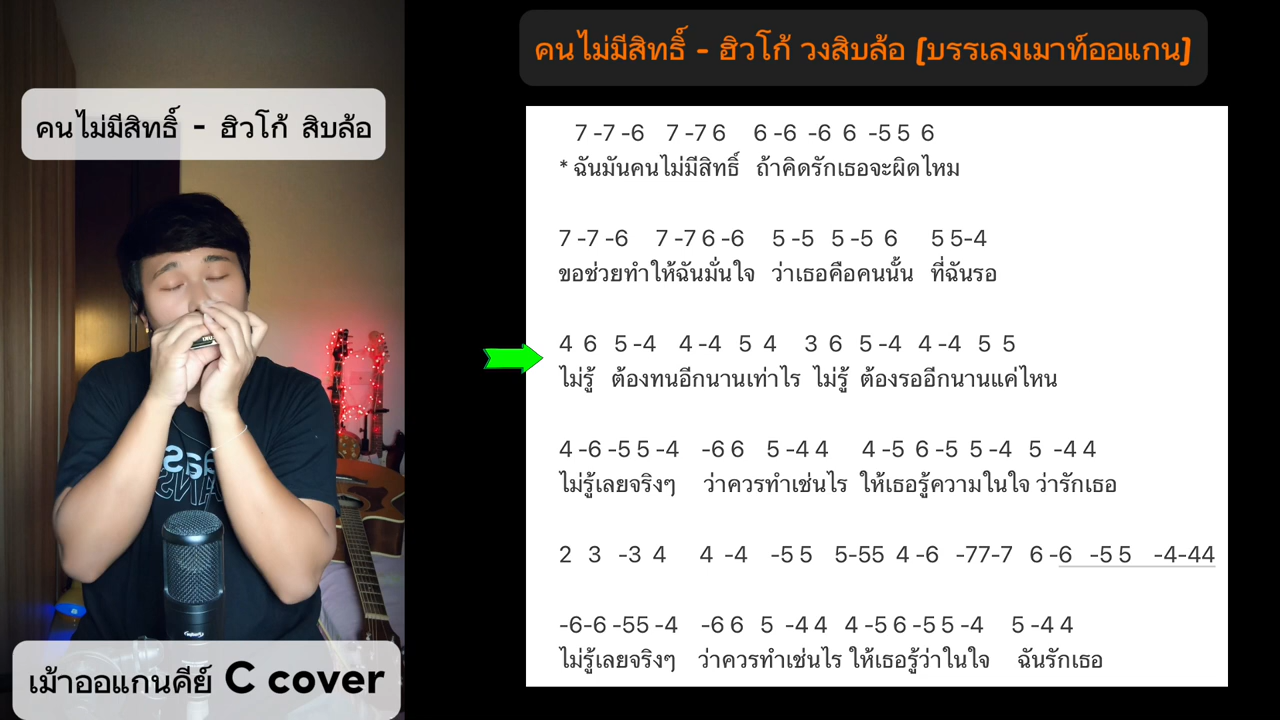 คนไม่มีสิทธิ์ - ฮิวโก้ วงสิบล้อ (บรรเลงเมาท์ออแกน)
คนไม่มีสิทธิ์ - ฮิวโก้ สิบล้อ
7 -7 -6 7 -7 6 6 -6 -6 6 -5 5 6
* ฉันมันคนไม่มีสิทธิ์ ถ้าคิดรักเธอจะผิดไหม
7 -7 -6 7 -7 6 -6 5 -5 5 -5 6 5 5-4
ขอช่วยทำให้ฉันมั่นใจ ว่าเธอคือคนนั้น ที่ฉันรอ
4 6 5 -4 4 -4 5 4 3 6 5 -4 4 -4 5 5
ไม่รู้ ต้องทนอีกนานเท่าไร ไม่รู้ ต้องรออีกนานแค่ไหน
4 -6 -5 5 -4 -6 6 5 -4 4 4 -5 6 -5 5 -4 5 -4 4
ไม่รู้เลยจริงๆ ว่าควรทำเช่นไร ให้เธอรู้ความในใจ ว่ารักเธอ
2 3 -3 4 4 -4 -5 5 5-55 4 -6 -77-7 6 -6 -5 5 -4-44
-6-6 -55 -4 -6 6 5 -4 4 4 -5 6 -5 5 -4 5 -4 4
ไม่รู้เลยจริงๆ ว่าควรทำเช่นไร ให้เธอรู้ว่าในใจ ฉันรักเธอ
เม้าออแกนคีย์ C cover